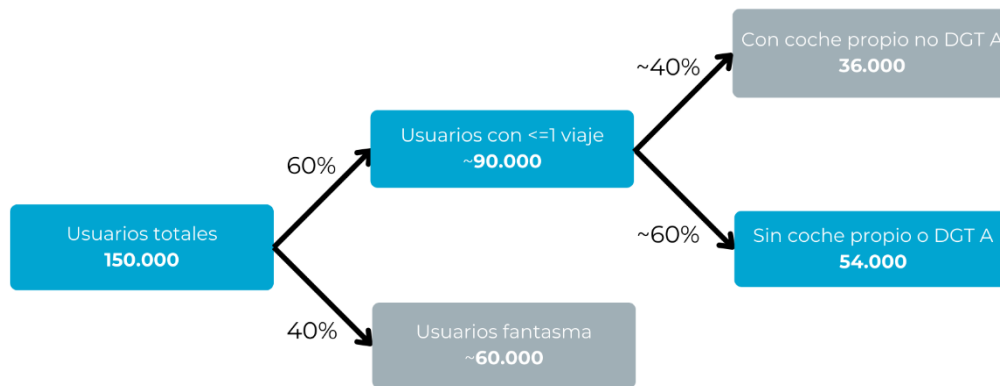 Usuarios totales
150.000
60%
40%
Usuarios con <=1 viaje
~90.000
Usuarios fantasma
~60.000
~40%
~60%
Con coche propio no DGT A
36.000
Sin coche propio o DGT A
54.000